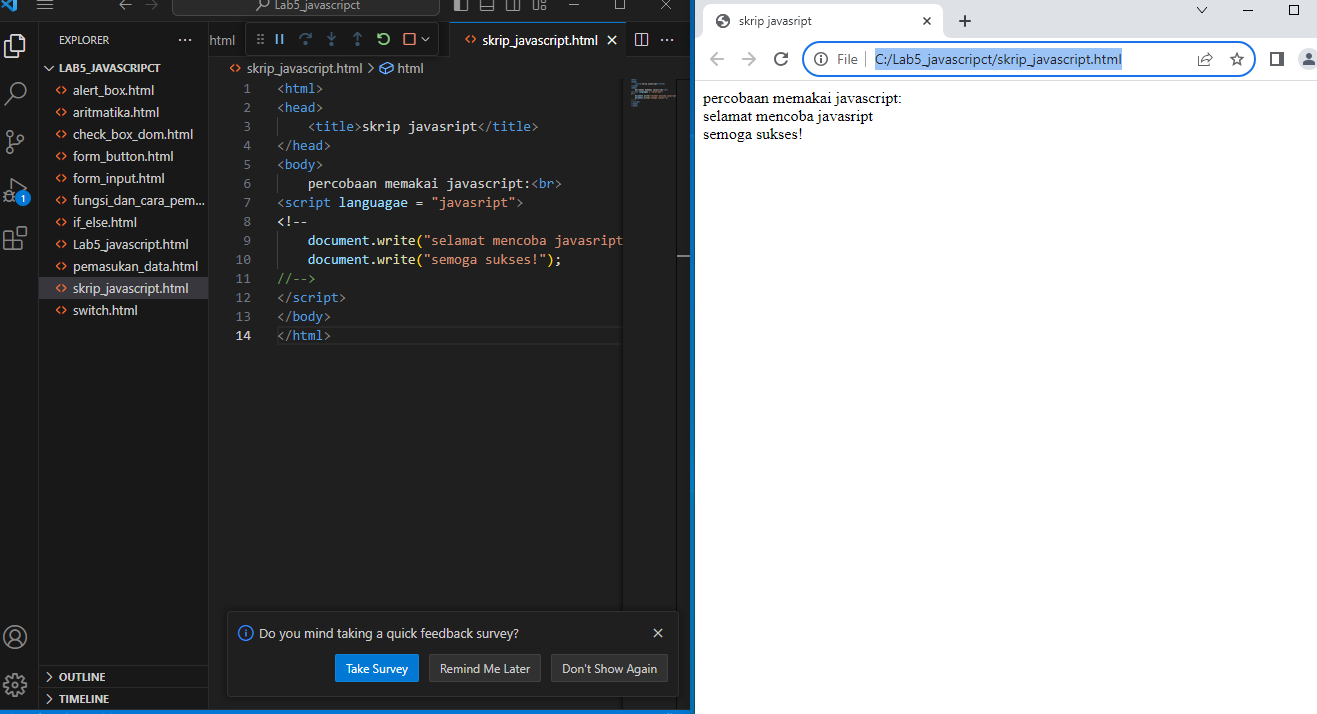 Lab5_javascripct
EXPLORER
···
LAB5_JAVASCRIPCT
alert_box.html
aritmatika.html
check_box_dom.html
form_button.html
form_input.html
fungsi_dan_cara_pem...
if_else.html
Lab5_javascript.html
pemasukan_data.html
skrip_javascript.html
switch.html
1
OUTLINE
TIMELINE
html
skrip_javascript.html
skrip_javascript.html > html
1 <html>
2 <head>
3 <title>skrip javasript</title>
4 </head>
5 <body>
6 percobaan memakai javascript:<br>
7 <script languagae = "javasript">
8 <!--
9 document.write("selamat mencoba javasript
10 document.write("semoga sukses!");
11 //-->
12 </script>
13 </body>
14 </html>
Do you mind taking a quick feedback survey?
Take Survey
Remind Me Later
Don't Show Again
skrip javasript
File
C:/Lab5_javascripct/skrip_javascript.html
percobaan memakai javascript:
selamat mencoba javasript
semoga sukses!